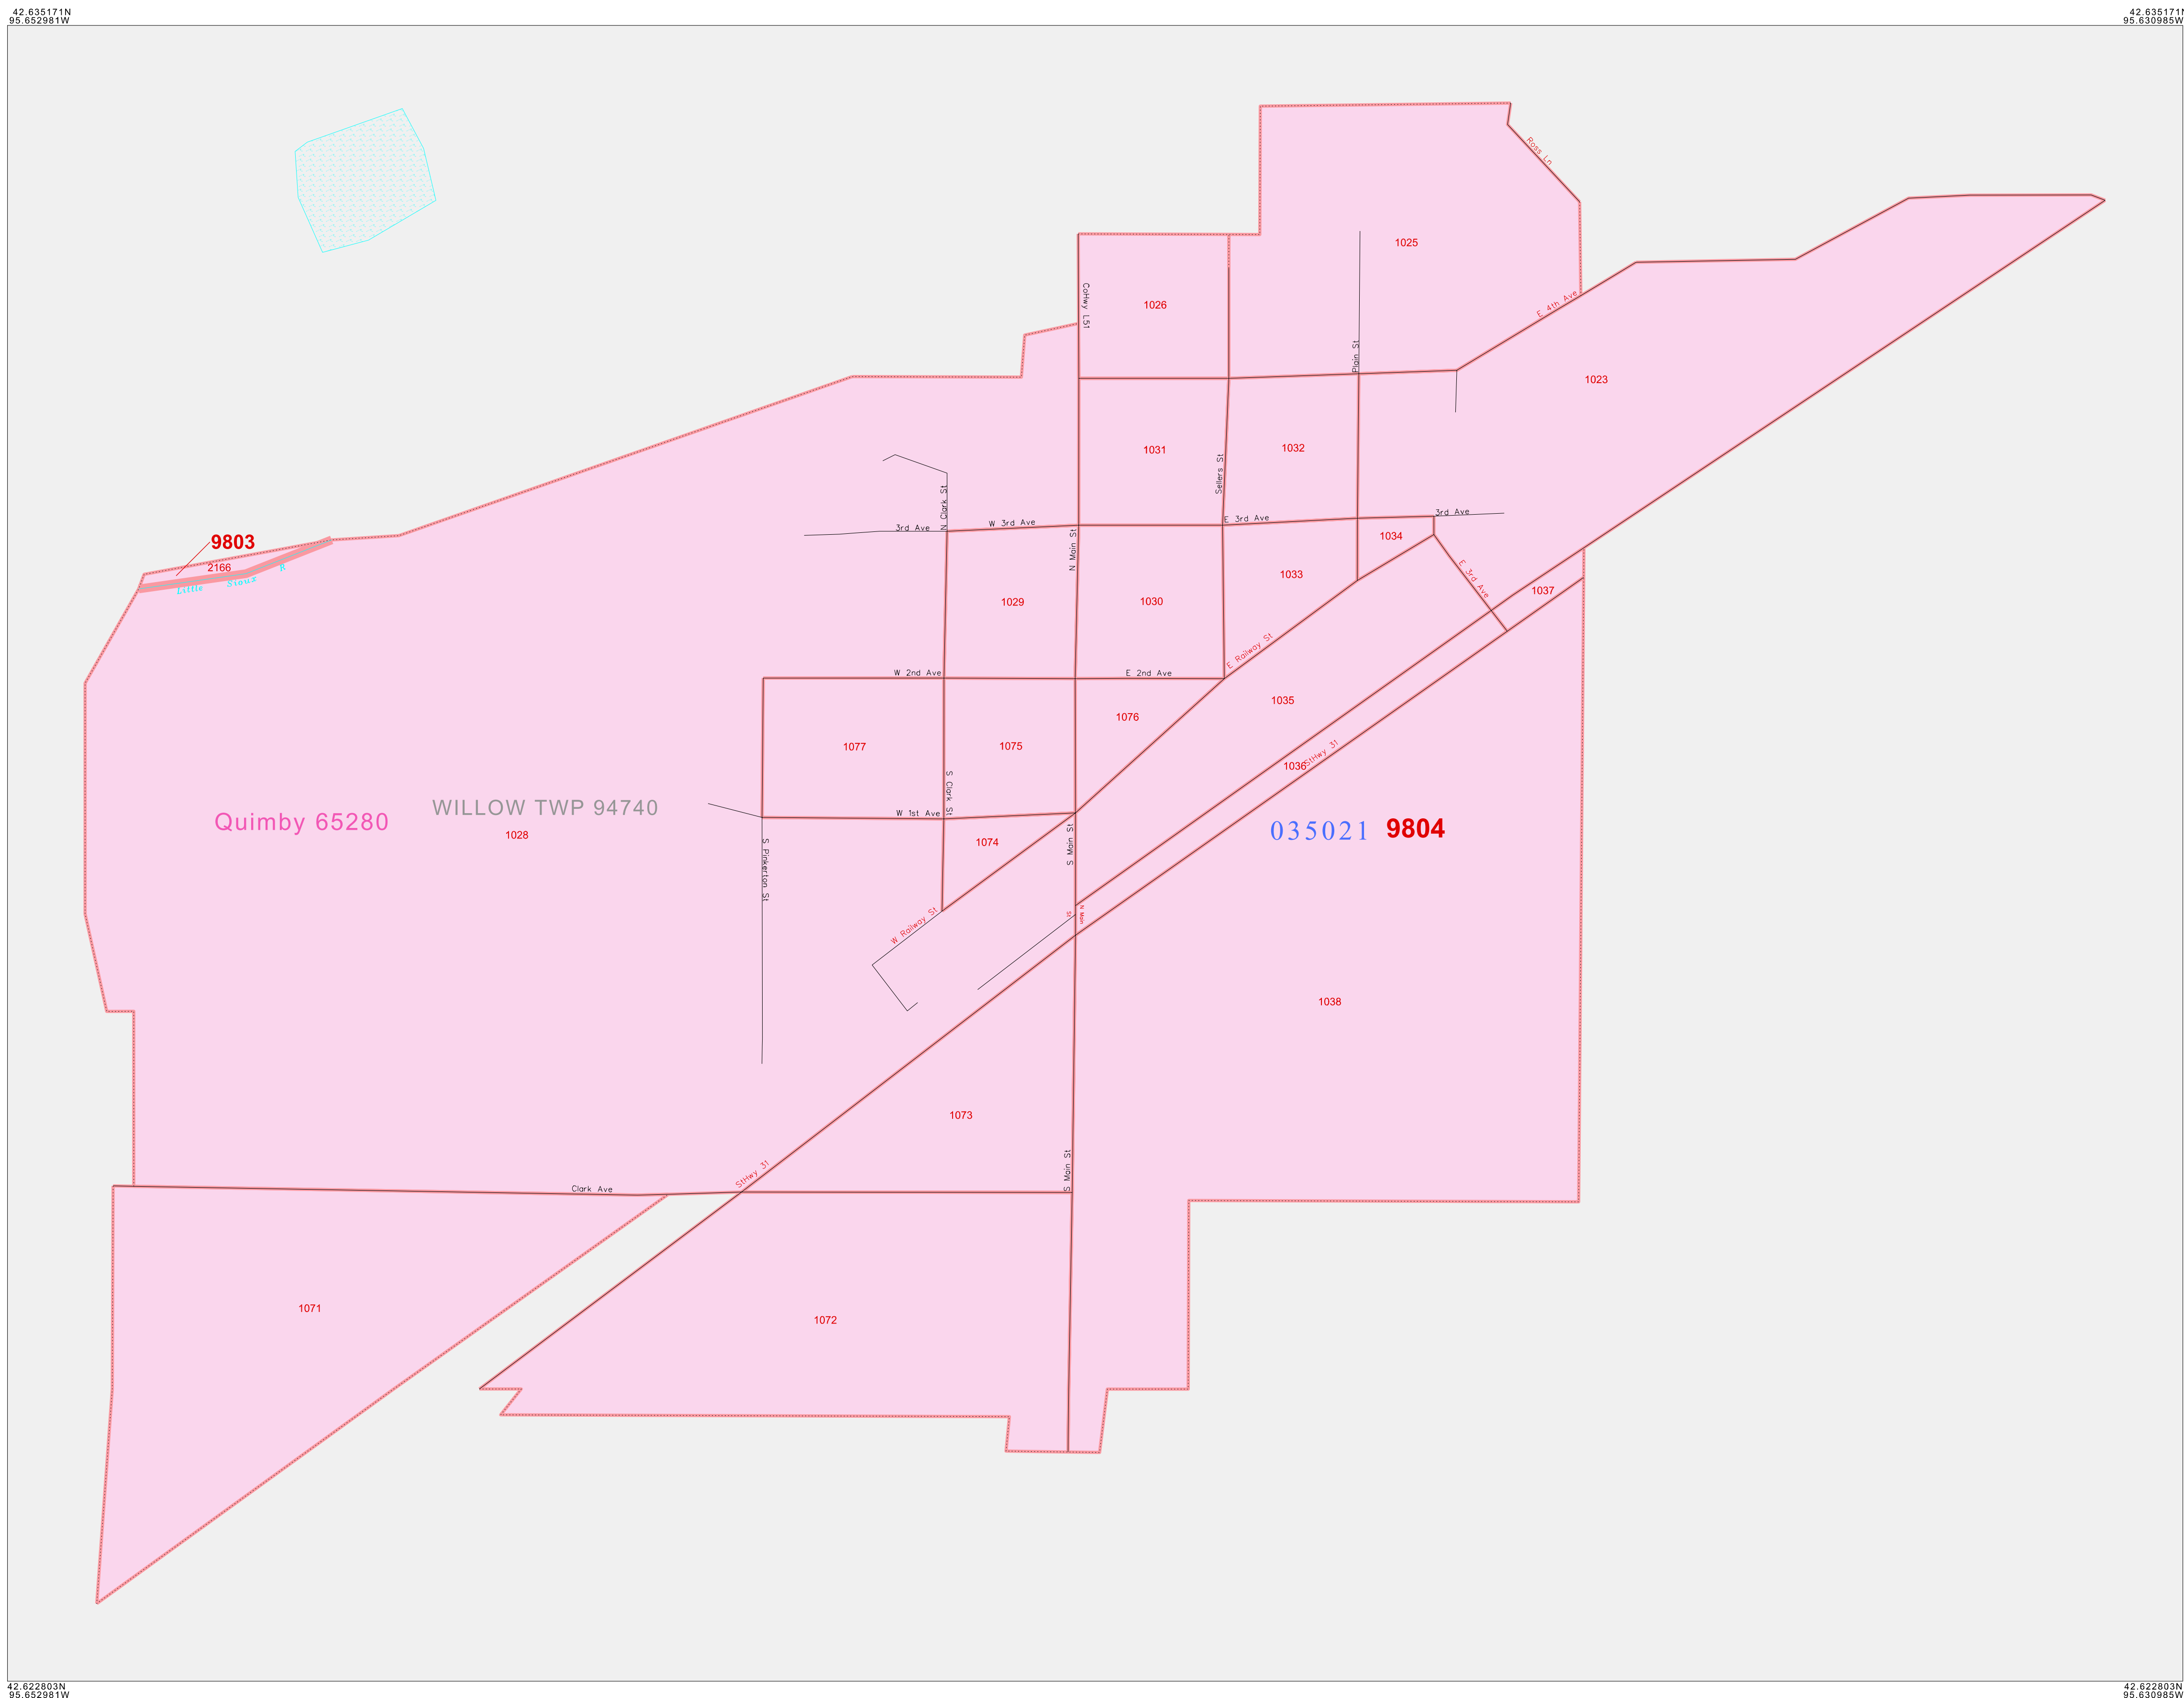 42.635171N
95.652981W
42.635171N
95.630985W
Ross Ln
1025
CoHwy L51
1026
E 4th Ave
Plain St
1023
1031
Sellers St
1032
N Clark St
3rd Ave
W 3rd Ave
N Main St
E 3rd Ave
3rd Ave
1034
9803
2166
Little Sioux R
1033
E 3rd Ave
1037
1029
1030
E Railway St
W 2nd Ave
E 2nd Ave
1035
1076
1077
1075
StHwy 31
1036
S Clark St
W 1st Ave
Quimby 65280
WILLOW TWP 94740
1028
035021
9804
1074
S Main St
S Pinkerton St
W Railway St
N Main St
1038
1073
S Main St
StHwy 31
Clark Ave
1071
1072
42.622803N
95.652981W
42.622803N
95.630985W